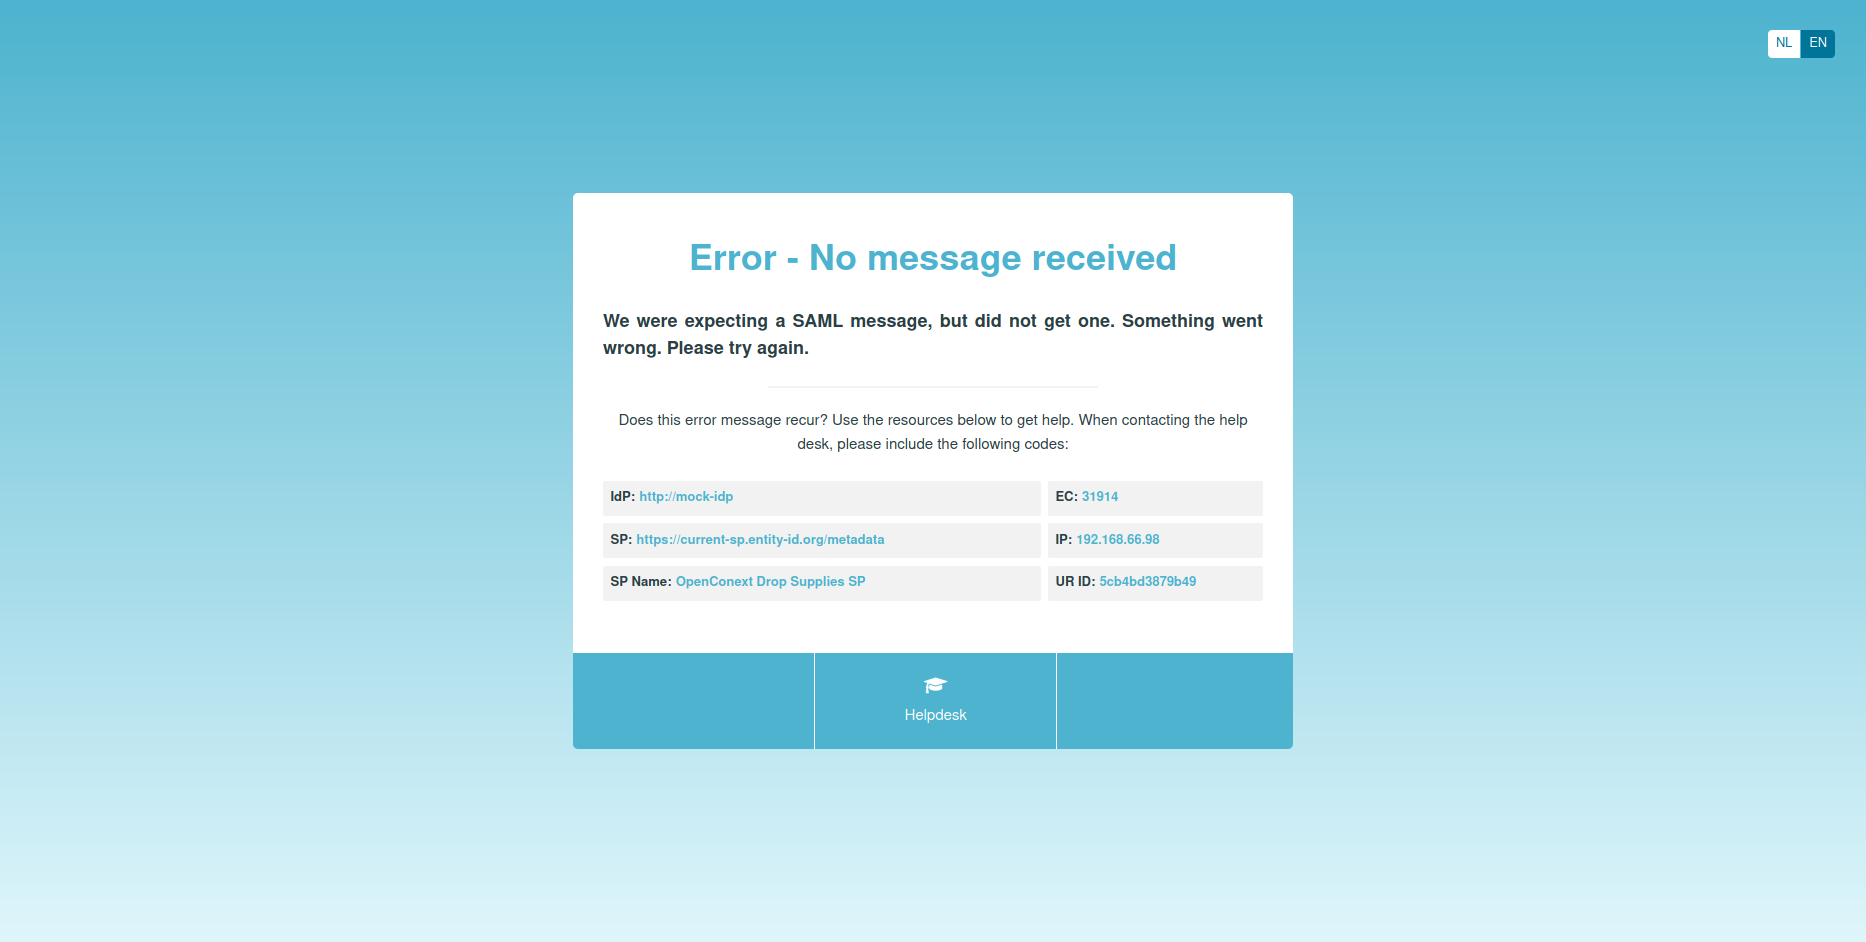 NL EN
Error - No message received
We were expecting a SAML message, but did not get one. Something went
wrong. Please try again.
Does this error message recur? Use the resources below to get help. When contacting the help
desk, please include the following codes:
IdP: http://mock-idp EC: 31914
SP: https://current-sp.entity-id.org/metadata IP: 192.168.66.98
SP Name: OpenConext Drop Supplies SP UR ID: 5cb4bd3879b49
Helpdesk